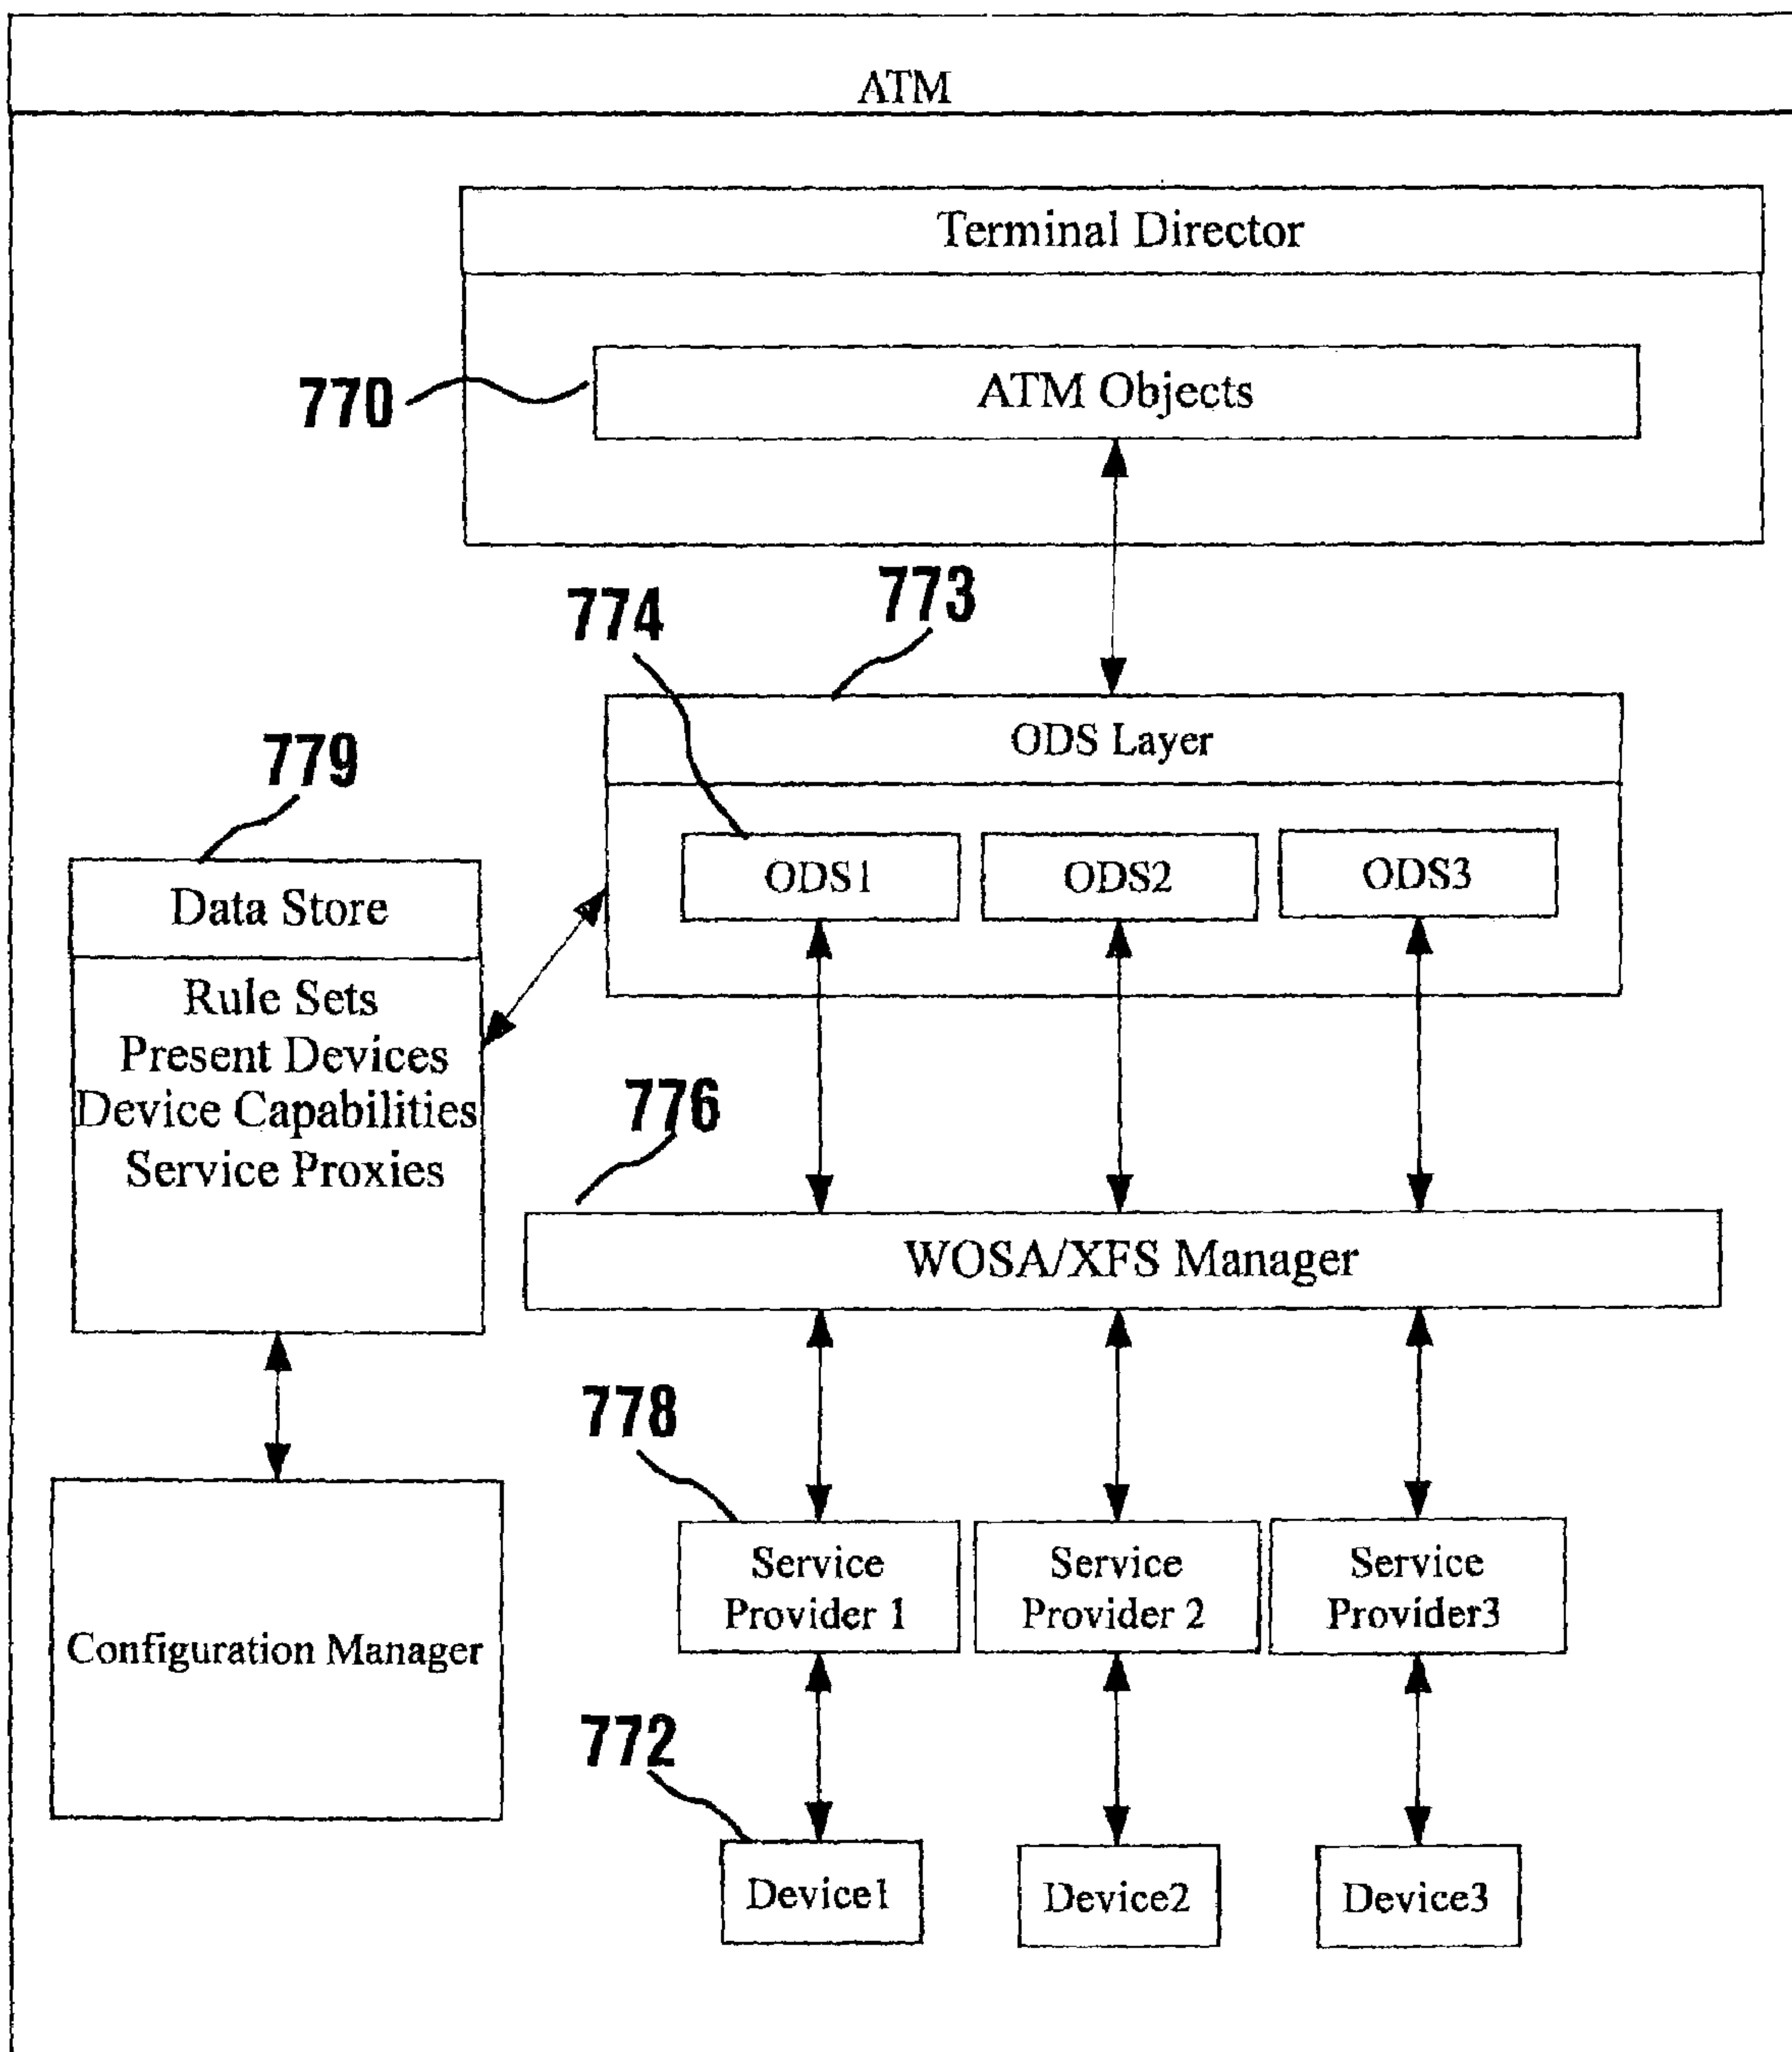 ATM
Terminal Director
770
ATM Objects
773
774
ODS Layer
779
ODS1
ODS2
ODS3
Data Store
Rule Sets
Present Devices
Device Capabilities
Service Proxies
776
WOSA/XFS Manager
778
Service
Provider 1
Service
Provider 2
Service
Provider3
Configuration Manager
772
Device1
Device2
Device3